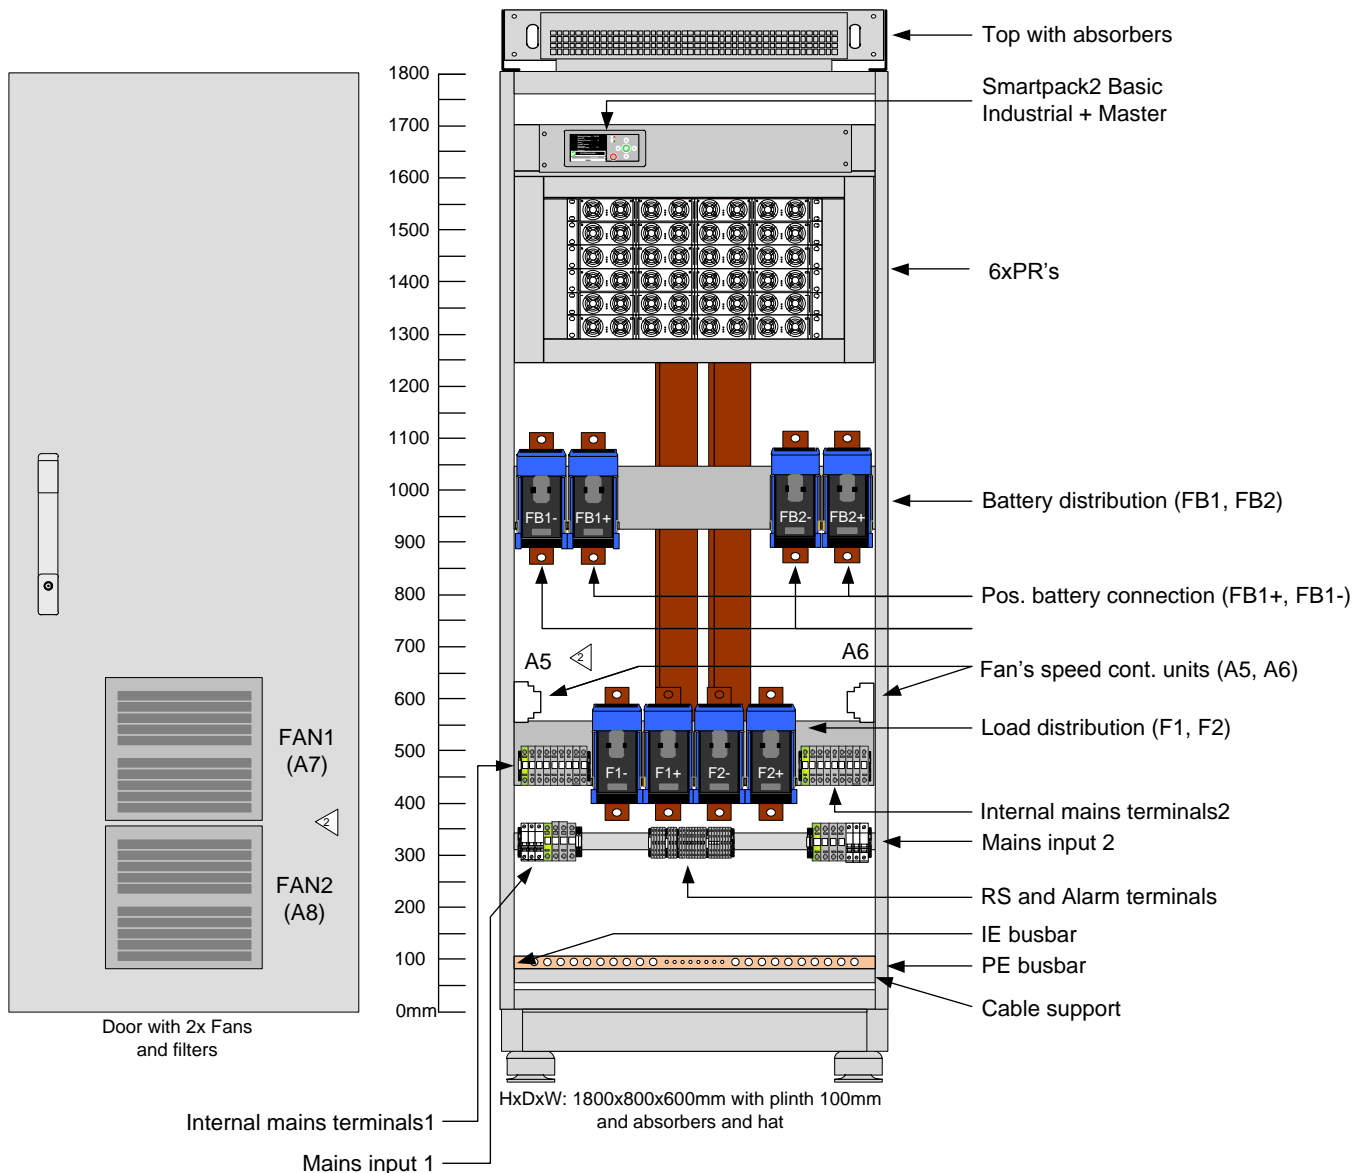 Top with absorbers
Smartpack2 Basic
Industrial + Master
1800
1700
1600
1500
1400
1300
1200
1100
1000
900
800
700
600
500
400
300
200
100
0mm
6xPR's
FB1-
FB1+
FB2-
FB2+
Battery distribution (FB1, FB2)
Pos. battery connection (FB1+, FB1-)
A5
2
A6
Fan's speed cont. units (A5, A6)
Load distribution (F1, F2)
F1-
F1+
F2-
F2+
FAN1
(A7)
2
FAN2
(A8)
Internal mains terminals2
Mains input 2
RS and Alarm terminals
IE busbar
PE busbar
Cable support
Door with 2x Fans
and filters
HxDxW: 1800x800x600mm with plinth 100mm
and absorbers and hat
Internal mains terminals1
Mains input 1